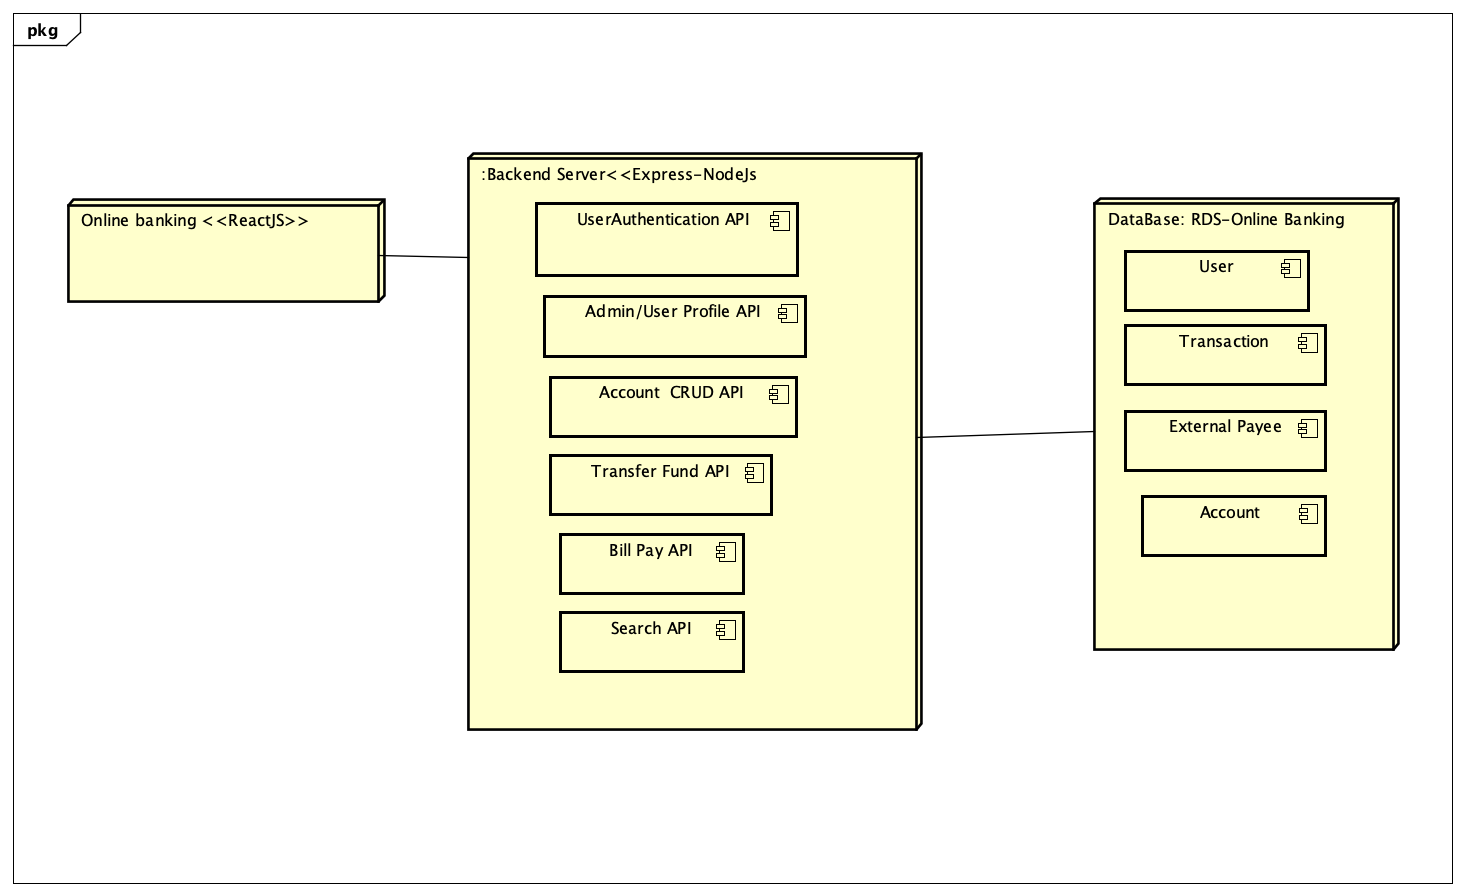 pkg
Online banking <<ReactJS>>
:Backend Server<<Express-NodeJs
UserAuthentication API
Admin/User Profile API
Account  CRUD API
Transfer Fund API
Bill Pay API
Search API
DataBase: RDS-Online Banking
User
Transaction
External Payee
Account